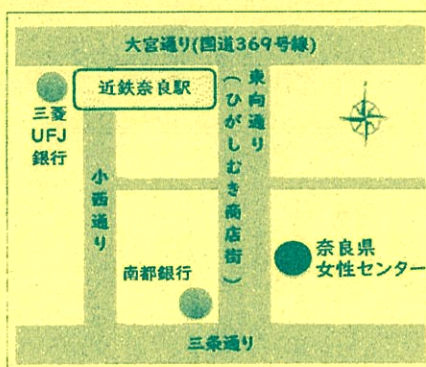 大宮通り(国道369号線)
近鉄奈良駅
三菱
UFJ
銀行
小西通り
東向通り
(ひがしむき商店街)
南都銀行
奈良県
女性センター
三条通り